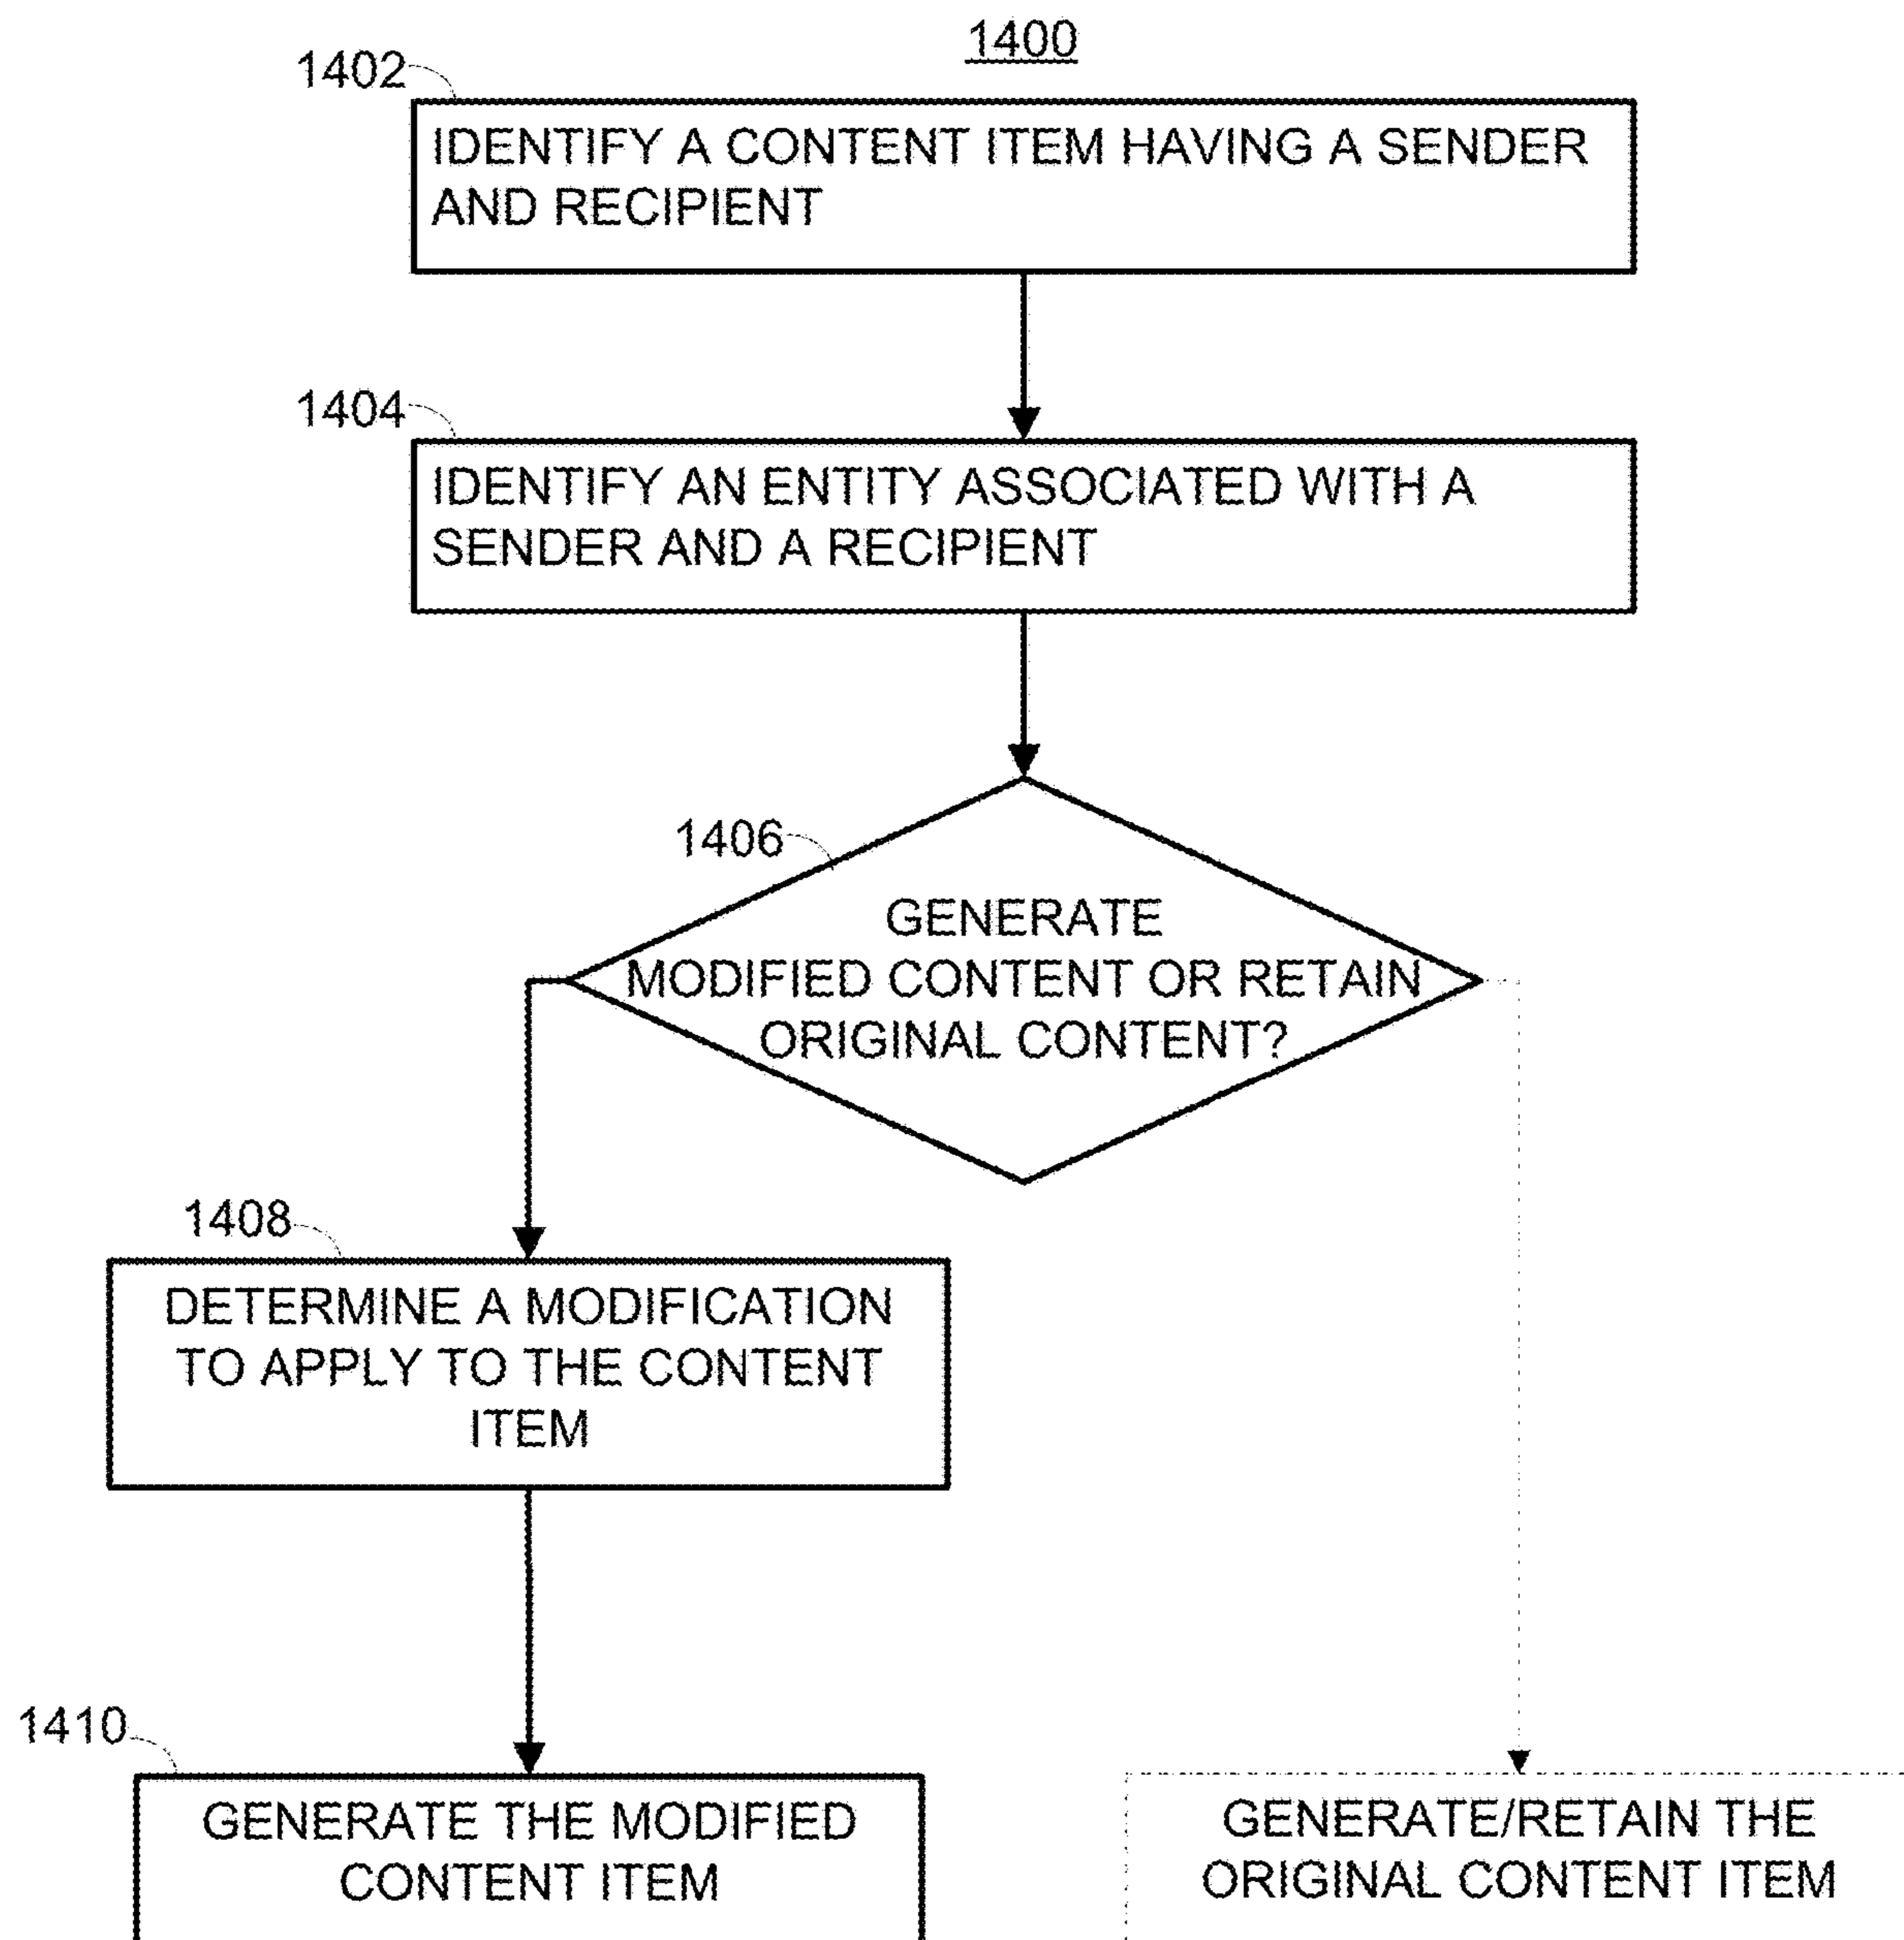 1400
1402
IDENTIFY A CONTENT ITEM HAVING A SENDER
AND RECIPIENT
1404
IDENTIFY AN ENTITY ASSOCIATED WITH A
SENDER AND A RECIPIENT
1406
GENERATE
MODIFIED CONTENT OR RETAIN
ORIGINAL CONTENT?
1408
DETERMINE A MODIFICATION
TO APPLY TO THE CONTENT
ITEM
1410
GENERATE THE MODIFIED
CONTENT ITEM
GENERATE/RETAIN THE
ORIGINAL CONTENT ITEM